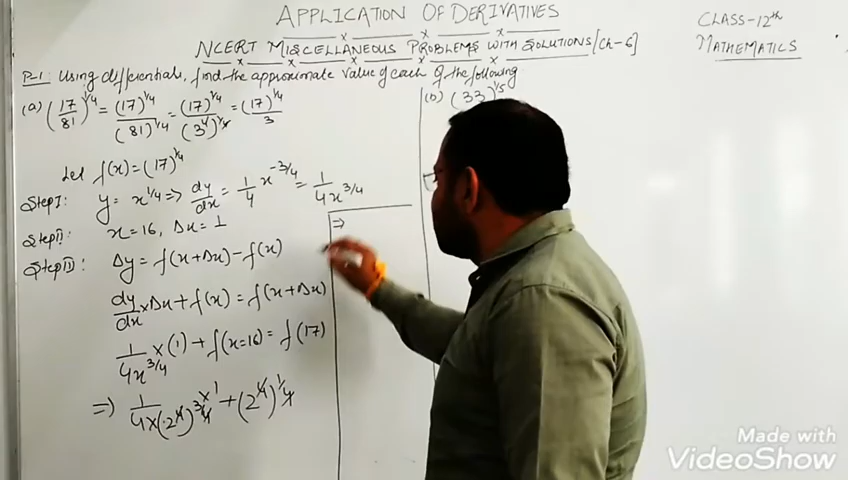 APPLICATION OF DERIVATIVES
NCERT MISCELLANEOUS PROBLEMS WITH SOLUTIONS [Ch-6]
CLASS-12th
MATHEMATICS
P-1: Using differentials, find the approximate value of each of the following
(a) (17/81)^1/4 = (17)^1/4/(81)^1/4 = (17)^1/4/(3^4)^1/4 = (17)^1/4/3
(b) (33)^1/5
Let f(x) = (17)^1/4
Step I: y = x^1/4 => dy/dx = 1/4 x^-3/4 = 1/4x^3/4
Step II: x = 16, Δx = 1
Step III: Δy = f(x+Δx) - f(x)
dy/dx × Δx + f(x) = f(x+Δx)
1/4x^3/4 × (1) + f(x=16) = f(17)
=> 1/4×(2^4)^3/4 × 1 + (2^4)^1/4
=>
Made with
VideoShow